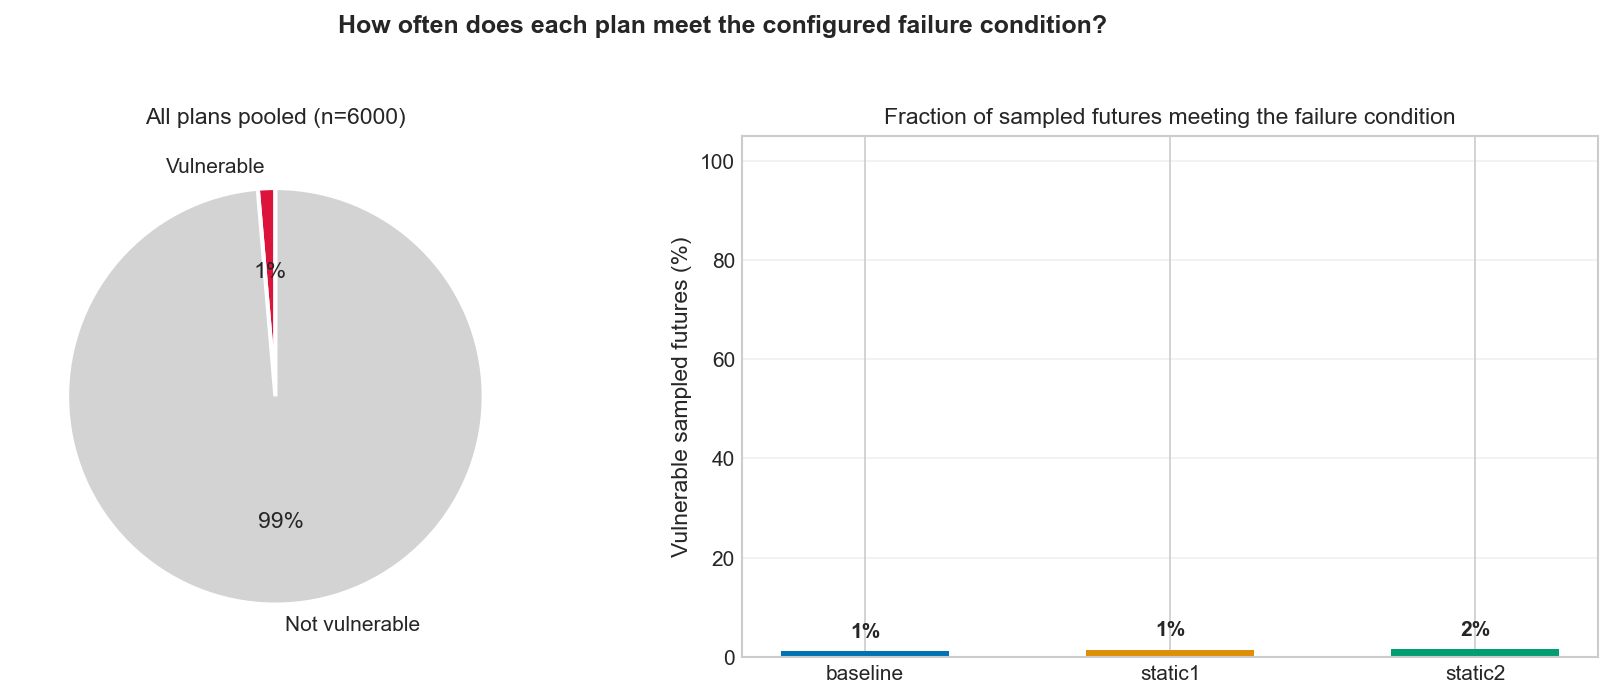 How often does each plan meet the configured failure condition?
All plans pooled (n=6000)
Vulnerable
1%
99%
Not vulnerable
Fraction of sampled futures meeting the failure condition
Vulnerable sampled futures (%)
100
80
60
40
20
0
1%
1%
2%
baseline
static1
static2